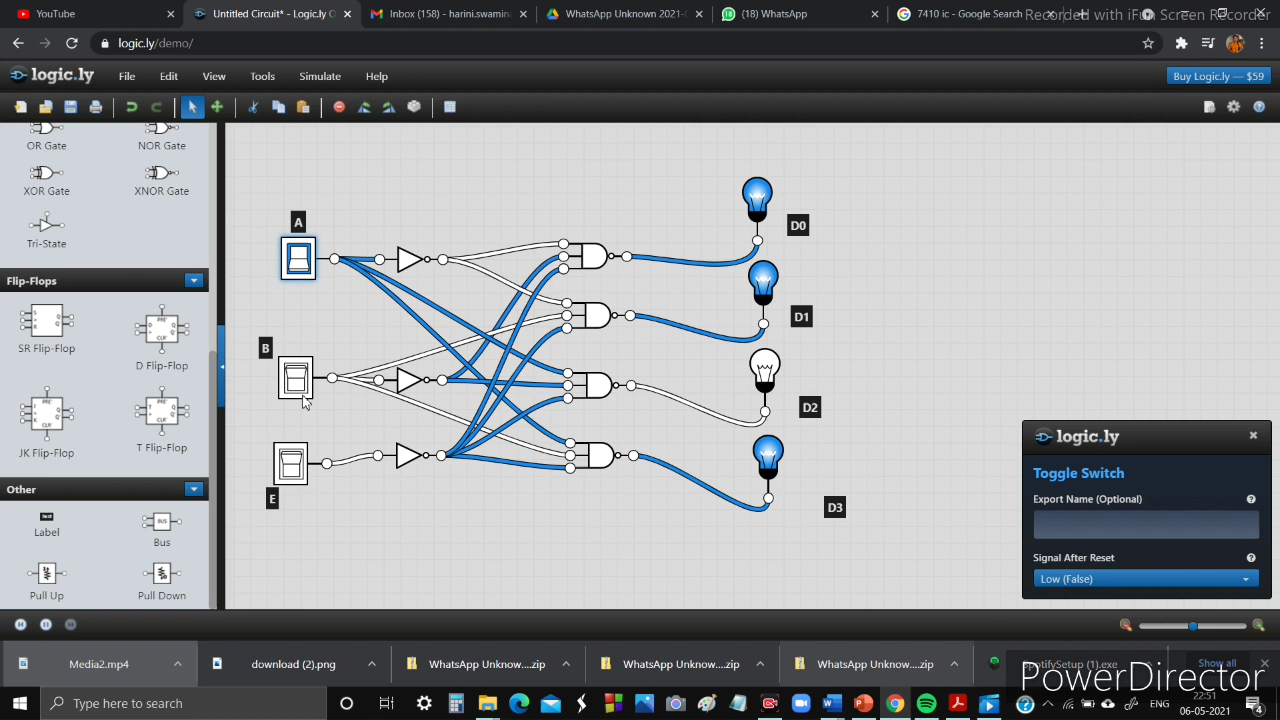 YouTube
Untitled Circuit* - Logic.ly
Inbox (158) - harini.swamin
WhatsApp Unknown 2021-
(18) WhatsApp
7410 ic - Google Search
Recorded with iFun Screen Recorder
logic.ly/demo/
logic.ly
File
Edit
View
Tools
Simulate
Help
Buy Logic.ly — $59
OR Gate
NOR Gate
XOR Gate
XNOR Gate
Tri-State
Flip-Flops
SR Flip-Flop
D Flip-Flop
JK Flip-Flop
T Flip-Flop
Other
Label
Bus
Pull Up
Pull Down
A
B
E
D0
D1
D2
D3
logic.ly
Toggle Switch
Export Name (Optional)
Signal After Reset
Low (False)
Media2.mp4
download (2).png
WhatsApp Unknow....zip
WhatsApp Unknow....zip
WhatsApp Unknow....zip
SpotifySetup (1).exe
Show all
PowerDirector
Type here to search
ENG
22:51
06-05-2021